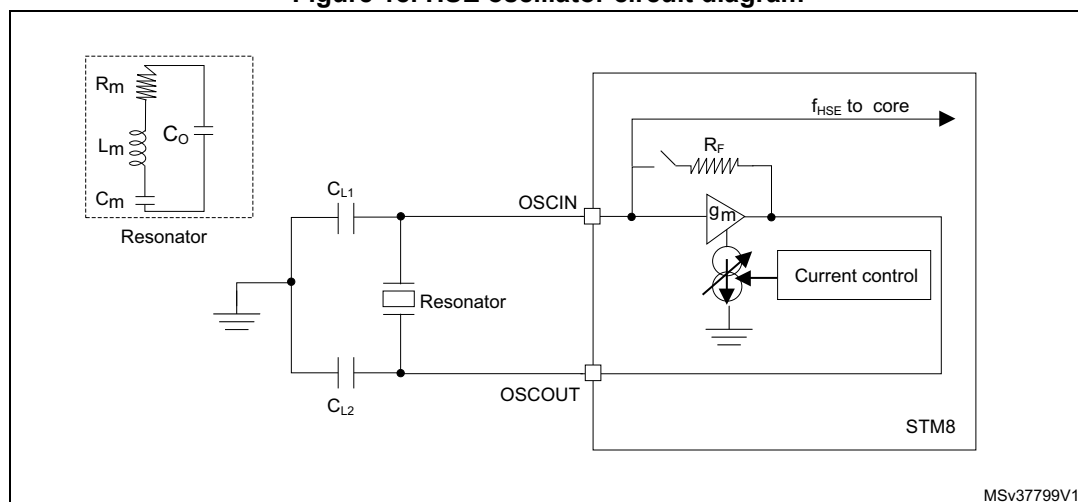 Figure 18. HSE oscillator circuit diagram
Rm
Lm
CO
Cm
Resonator
CL1
CL2
Resonator
OSCIN
OSCOUT
fHSE to core
RF
gm
Current control
STM8
MSv37799V1